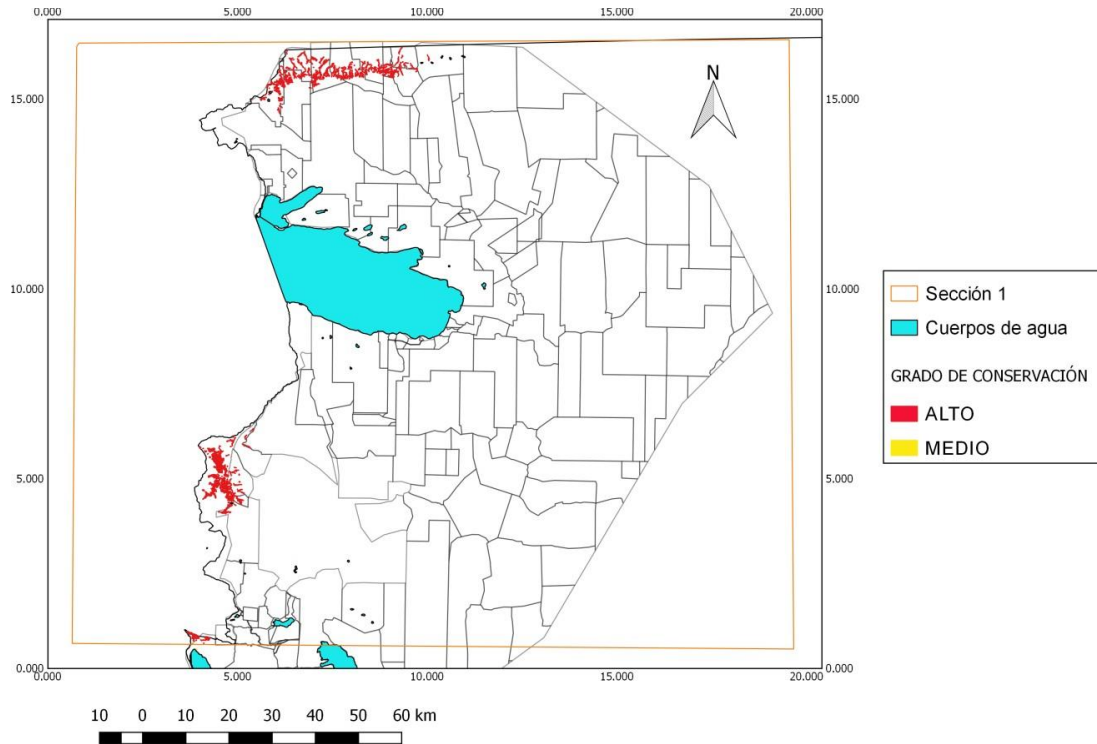 0.000 5.000 10.000 15.000 20.000
N
15.000 15.000
10.000 10.000
5.000 5.000
0.000 0.000
0.000 5.000 10.000 15.000 20.000
Sección 1
Cuerpos de agua
GRADO DE CONSERVACIÓN
ALTO
MEDIO
10 0 10 20 30 40 50 60 km